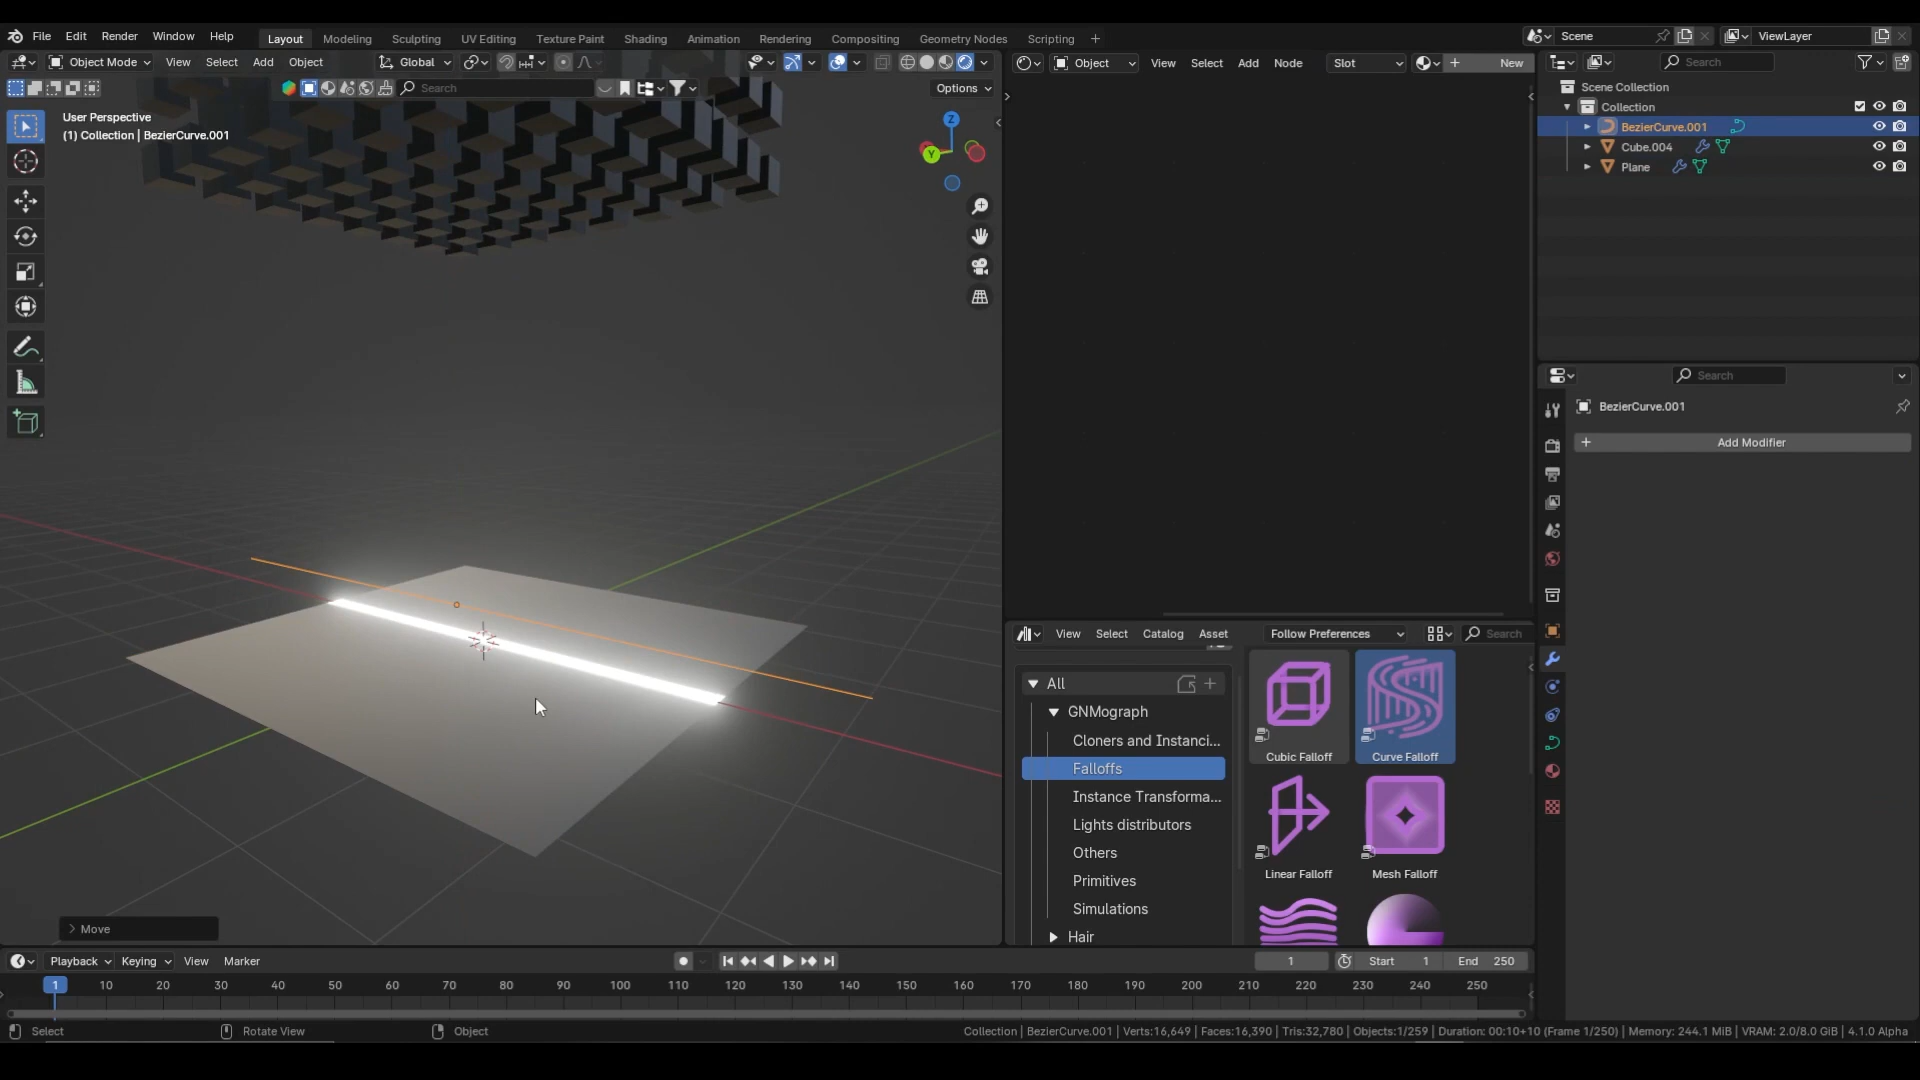 File Edit Render Window Help
Layout Modeling Sculpting UV Editing Texture Paint Shading Animation Rendering Compositing Geometry Nodes Scripting +
Scene
ViewLayer
Object Mode View Select Add Object Global
Search
Options
User Perspective
(1) Collection | BezierCurve.001
Z
Y
Move
Object View Select Add Node Slot New
Search
Scene Collection
Collection
BezierCurve.001
Cube.004
Plane
Search
BezierCurve.001
Add Modifier
View Select Catalog Asset Follow Preferences Search
All
GNMograph
Cloners and Instanci...
Falloffs
Instance Transforma...
Lights distributors
Others
Primitives
Simulations
Hair
Cubic Falloff
Curve Falloff
Linear Falloff
Mesh Falloff
Playback Keying View Marker
1 Start 1 End 250
1 10 20 30 40 50 60 70 80 90 100 110 120 130 140 150 160 170 180 190 200 210 220 230 240 250
Select Rotate View Object
Collection | BezierCurve.001 | Verts:16,649 | Faces:16,390 | Tris:32,780 | Objects:1/259 | Duration: 00:10+10 (Frame 1/250) | Memory: 244.1 MiB | VRAM: 2.0/8.0 GiB | 4.1.0 Alpha